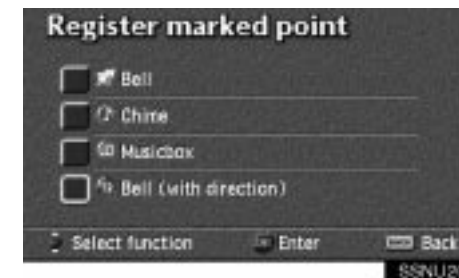 Register marked point
Bell
Chime
Musicbox
Bell (with direction)
Select function Enter Back